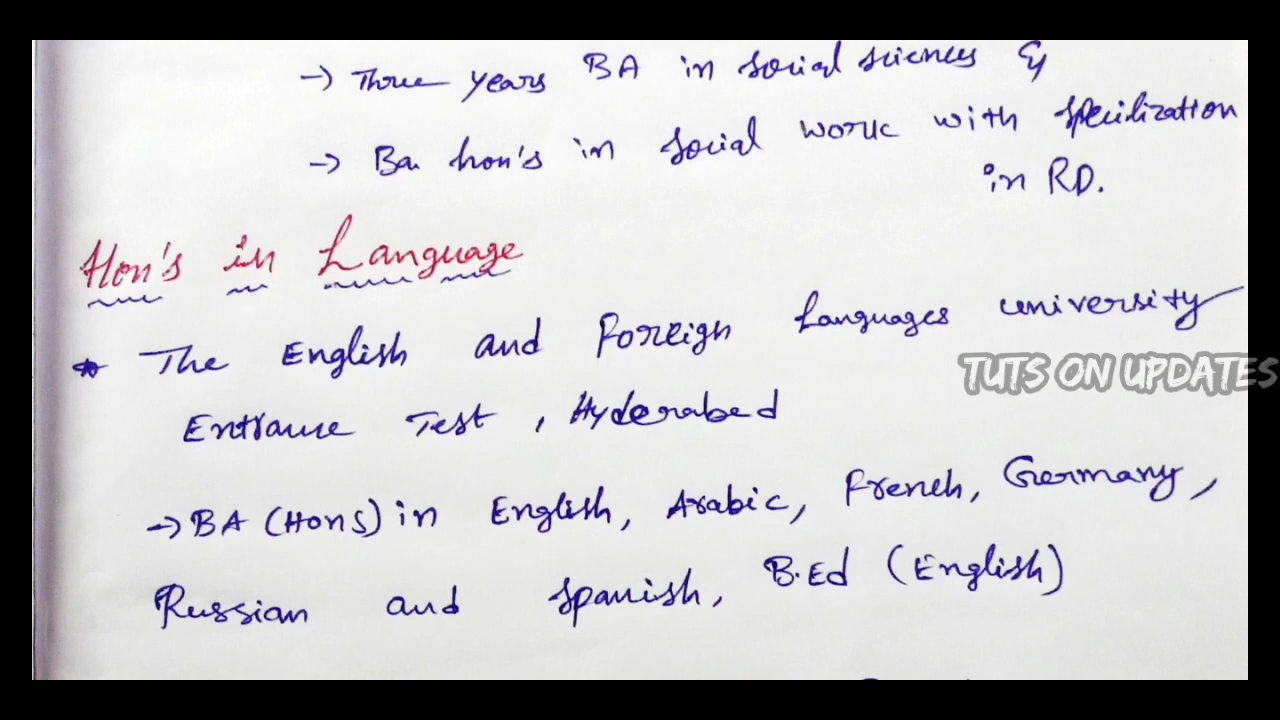 → Three years BA in social sciences &
→ Ba hon's in social work with specilization
in RD.
Hon's in Language
* The English and Foreign Languages university
TUTS ON UPDATES
Entrance Test, Hyderabad
→ BA (Hons) in English, Arabic, French, Germany,
Russian and Spanish, B.Ed (English)